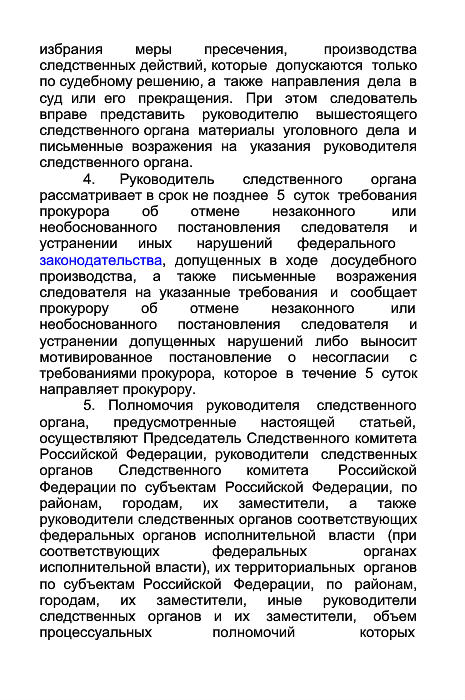 избрания меры пресечения, производства
следственных действий, которые допускаются только
по судебному решению, а также направления дела в
суд или его прекращения. При этом следователь
вправе представить руководителю вышестоящего
следственного органа материалы уголовного дела и
письменные возражения на указания руководителя
следственного органа.
4. Руководитель следственного органа
рассматривает в срок не позднее 5 суток требования
прокурора об отмене незаконного или
необоснованного постановления следователя и
устранении иных нарушений федерального
законодательства, допущенных в ходе досудебного
производства, а также письменные возражения
следователя на указанные требования и сообщает
прокурору об отмене незаконного или
необоснованного постановления следователя и
устранении допущенных нарушений либо выносит
мотивированное постановление о несогласии с
требованиями прокурора, которое в течение 5 суток
направляет прокурору.
5. Полномочия руководителя следственного
органа, предусмотренные настоящей статьей,
осуществляют Председатель Следственного комитета
Российской Федерации, руководители следственных
органов Следственного комитета Российской
Федерации по субъектам Российской Федерации, по
районам, городам, их заместители, а также
руководители следственных органов соответствующих
федеральных органов исполнительной власти (при
соответствующих федеральных органах
исполнительной власти), их территориальных органов
по субъектам Российской Федерации, по районам,
городам, их заместители, иные руководители
следственных органов и их заместители, объем
процессуальных полномочий которых